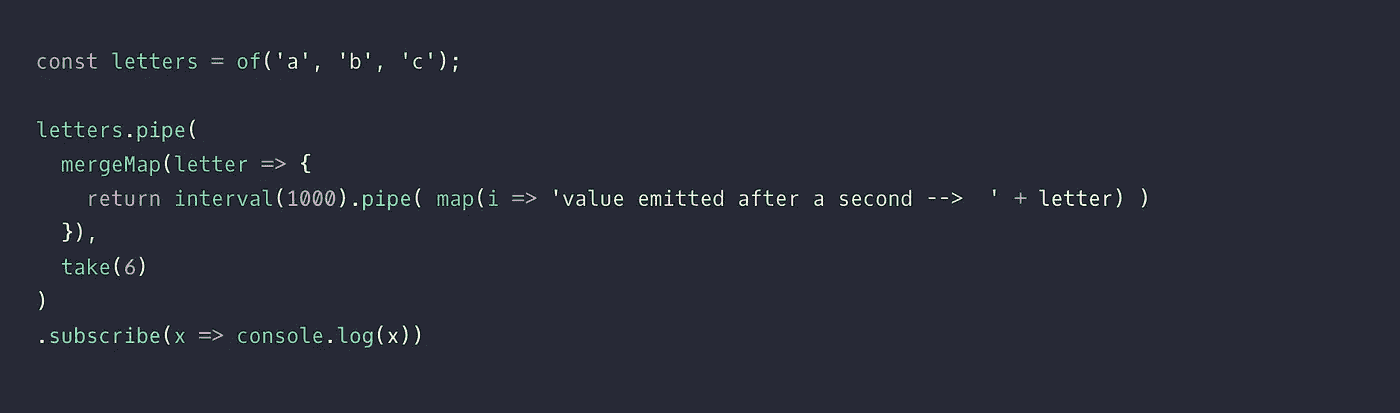 const letters = of('a', 'b', 'c');
letters.pipe(
  mergeMap(letter => {
    return interval(1000).pipe( map(i => 'value emitted after a second -->  ' + letter) )
  }),
  take(6)
)
.subscribe(x => console.log(x))